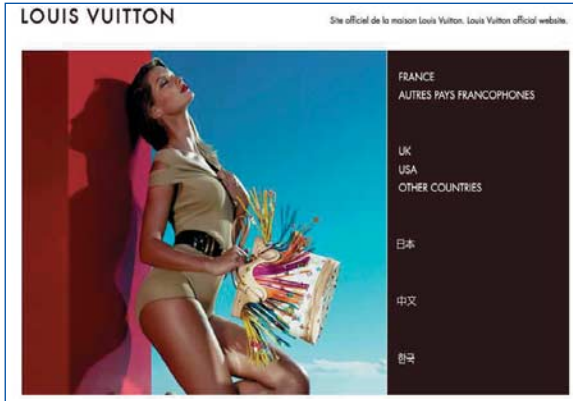 LOUIS VUITTON
Site officiel de la maison Louis Vuitton. Louis Vuitton official website.
FRANCE
AUTRES PAYS FRANCOPHONES
UK
USA
OTHER COUNTRIES
日本
中文
한국